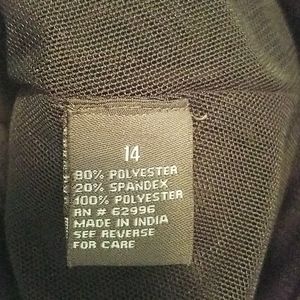 14
80% POLYESTER
20% SPANDEX
100% POLYESTER
RN # 62996
MADE IN INDIA
SEE REVERSE
FOR CARE